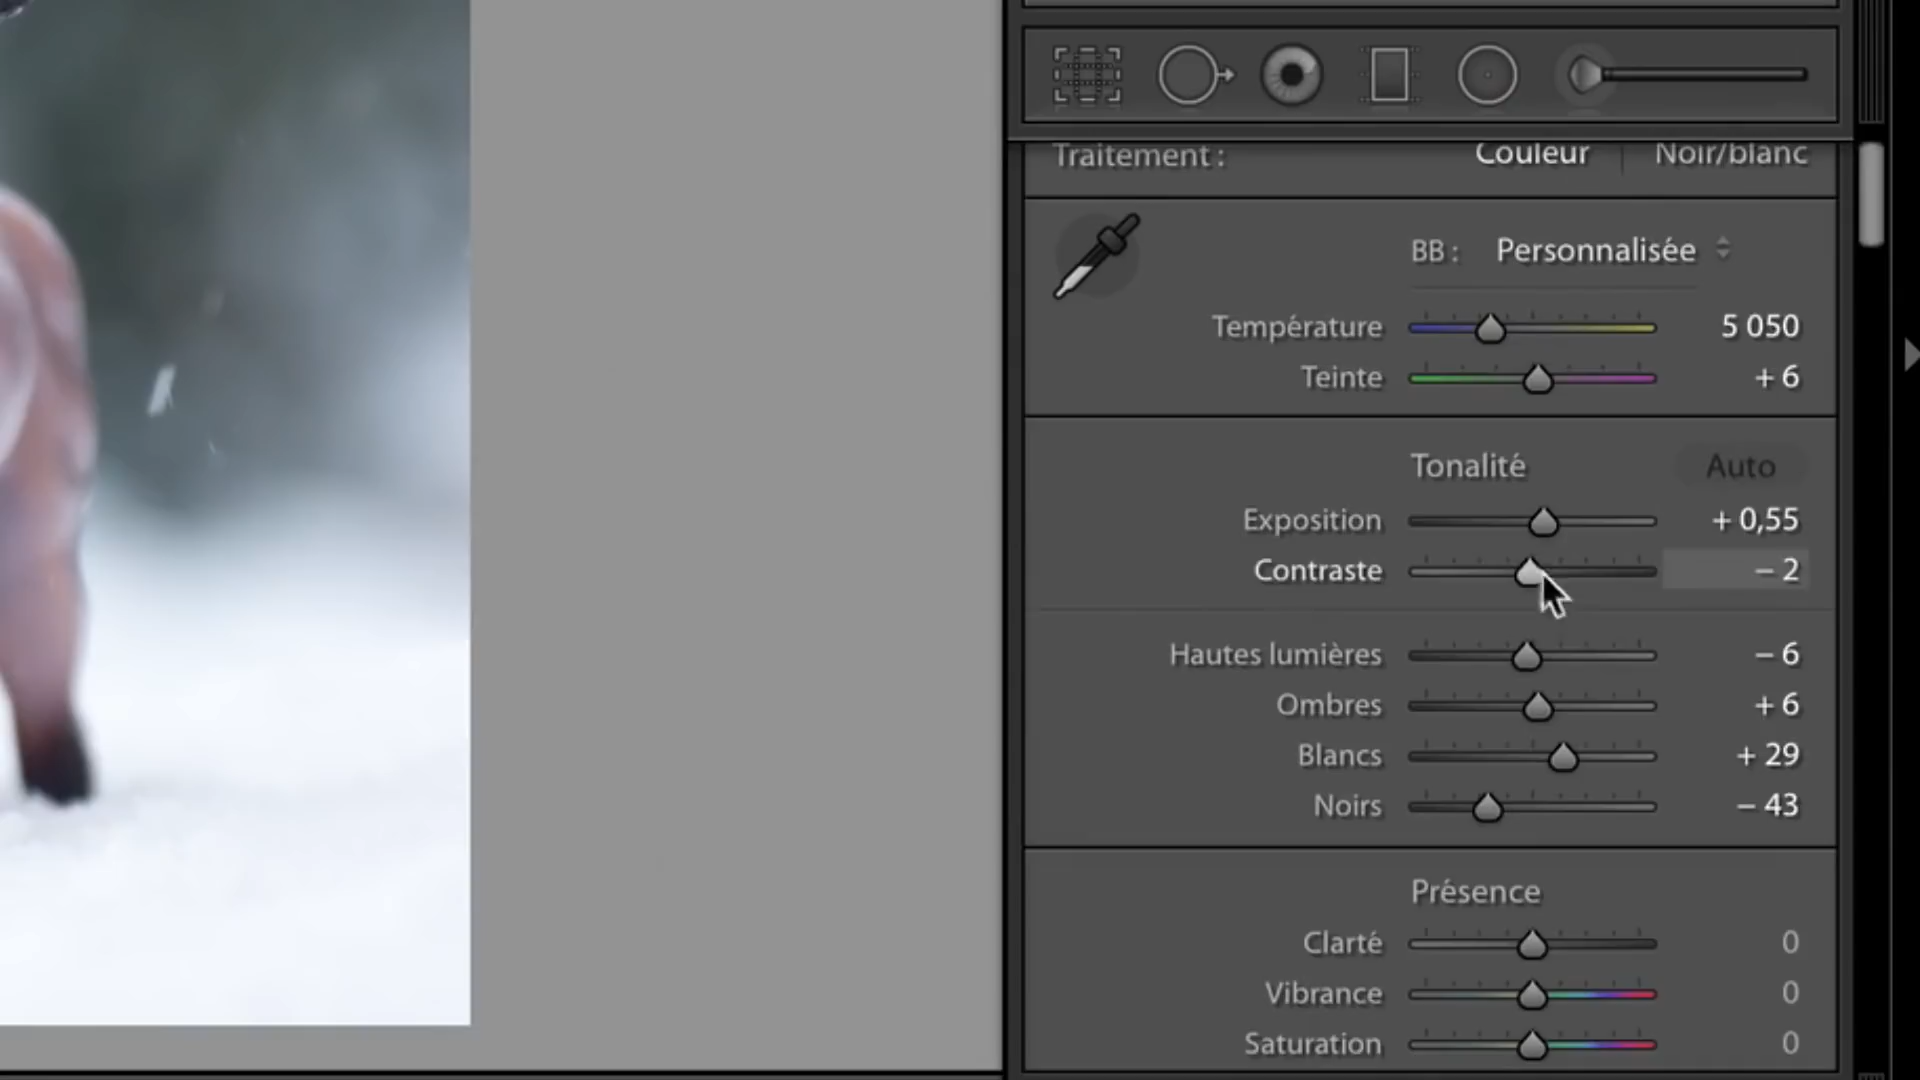 Traitement : Couleur Noir/blanc
BB : Personnalisée
Température 5 050
Teinte + 6
Tonalité Auto
Exposition + 0,55
Contraste – 2
Hautes lumières – 6
Ombres + 6
Blancs + 29
Noirs – 43
Présence
Clarté 0
Vibrance 0
Saturation 0